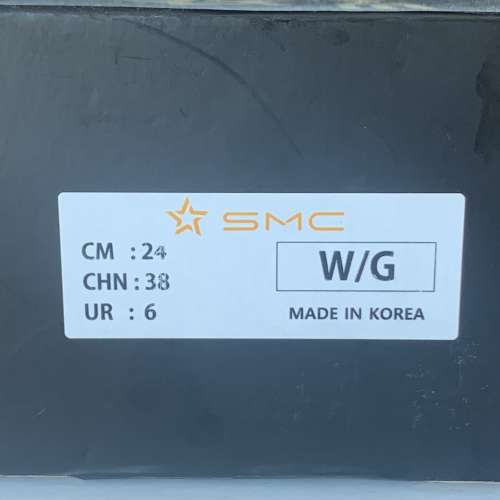 SMC
CM : 24
CHN : 38
UR : 6
W/G
MADE IN KOREA